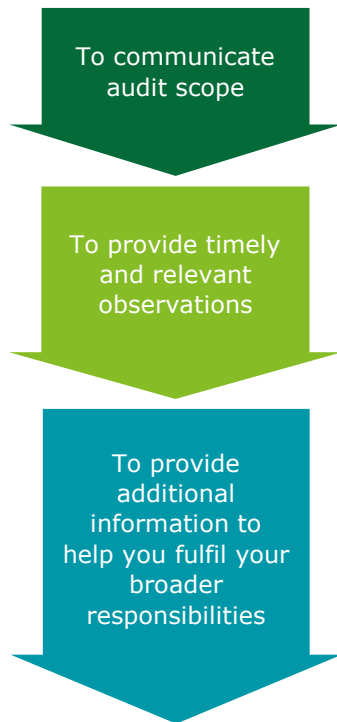 To communicate
audit scope
To provide timely
and relevant
observations
To provide
additional
information to
help you fulfil your
broader
responsibilities